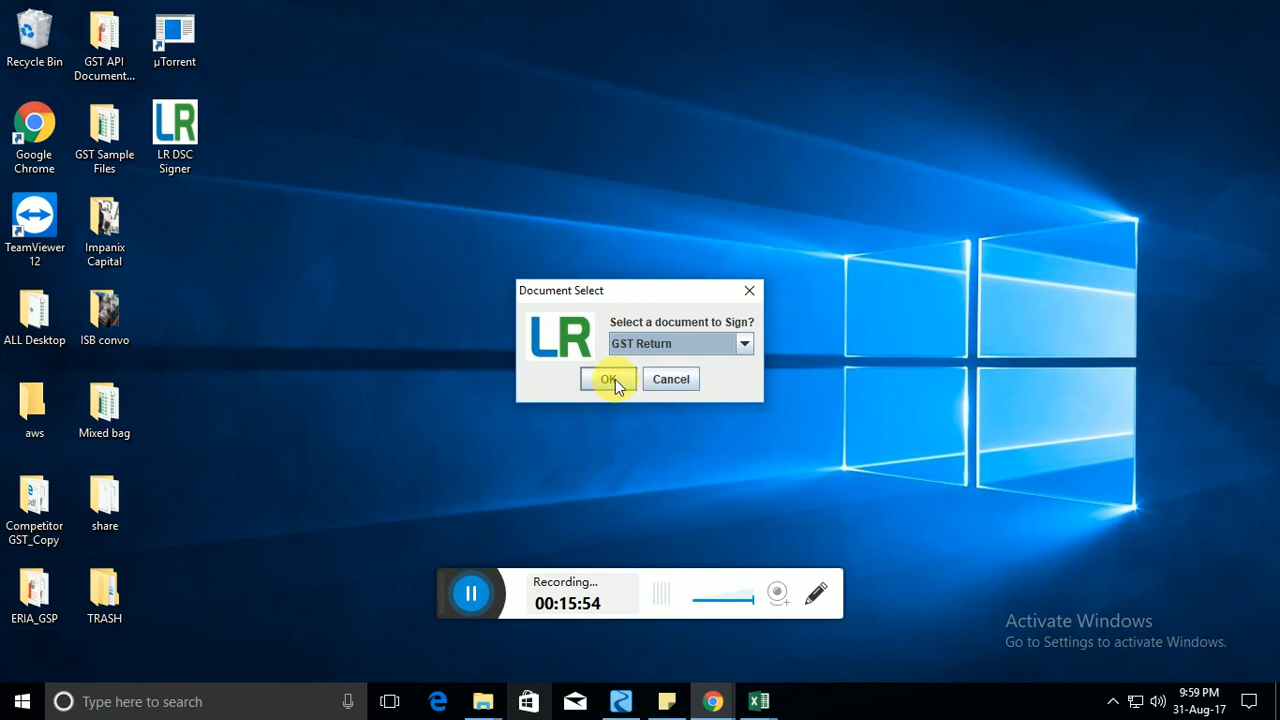 Recycle Bin
GST API
Document...
µTorrent
Google
Chrome
GST Sample
Files
LR
LR DSC
Signer
TeamViewer
12
Impanix
Capital
ALL Desktop
ISB convo
aws
Mixed bag
Competitor
GST_Copy
share
ERIA_GSP
TRASH
Document Select
LR
Select a document to Sign?
GST Return
OK
Cancel
Recording...
00:15:54
Activate Windows
Go to Settings to activate Windows.
Type here to search
9:59 PM
31-Aug-17